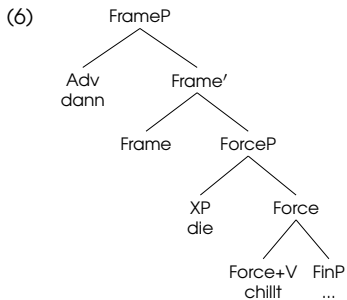 (6) FrameP
Adv Frame′
dann
Frame ForceP
XP Force
die
Force+V FinP
chillt ...